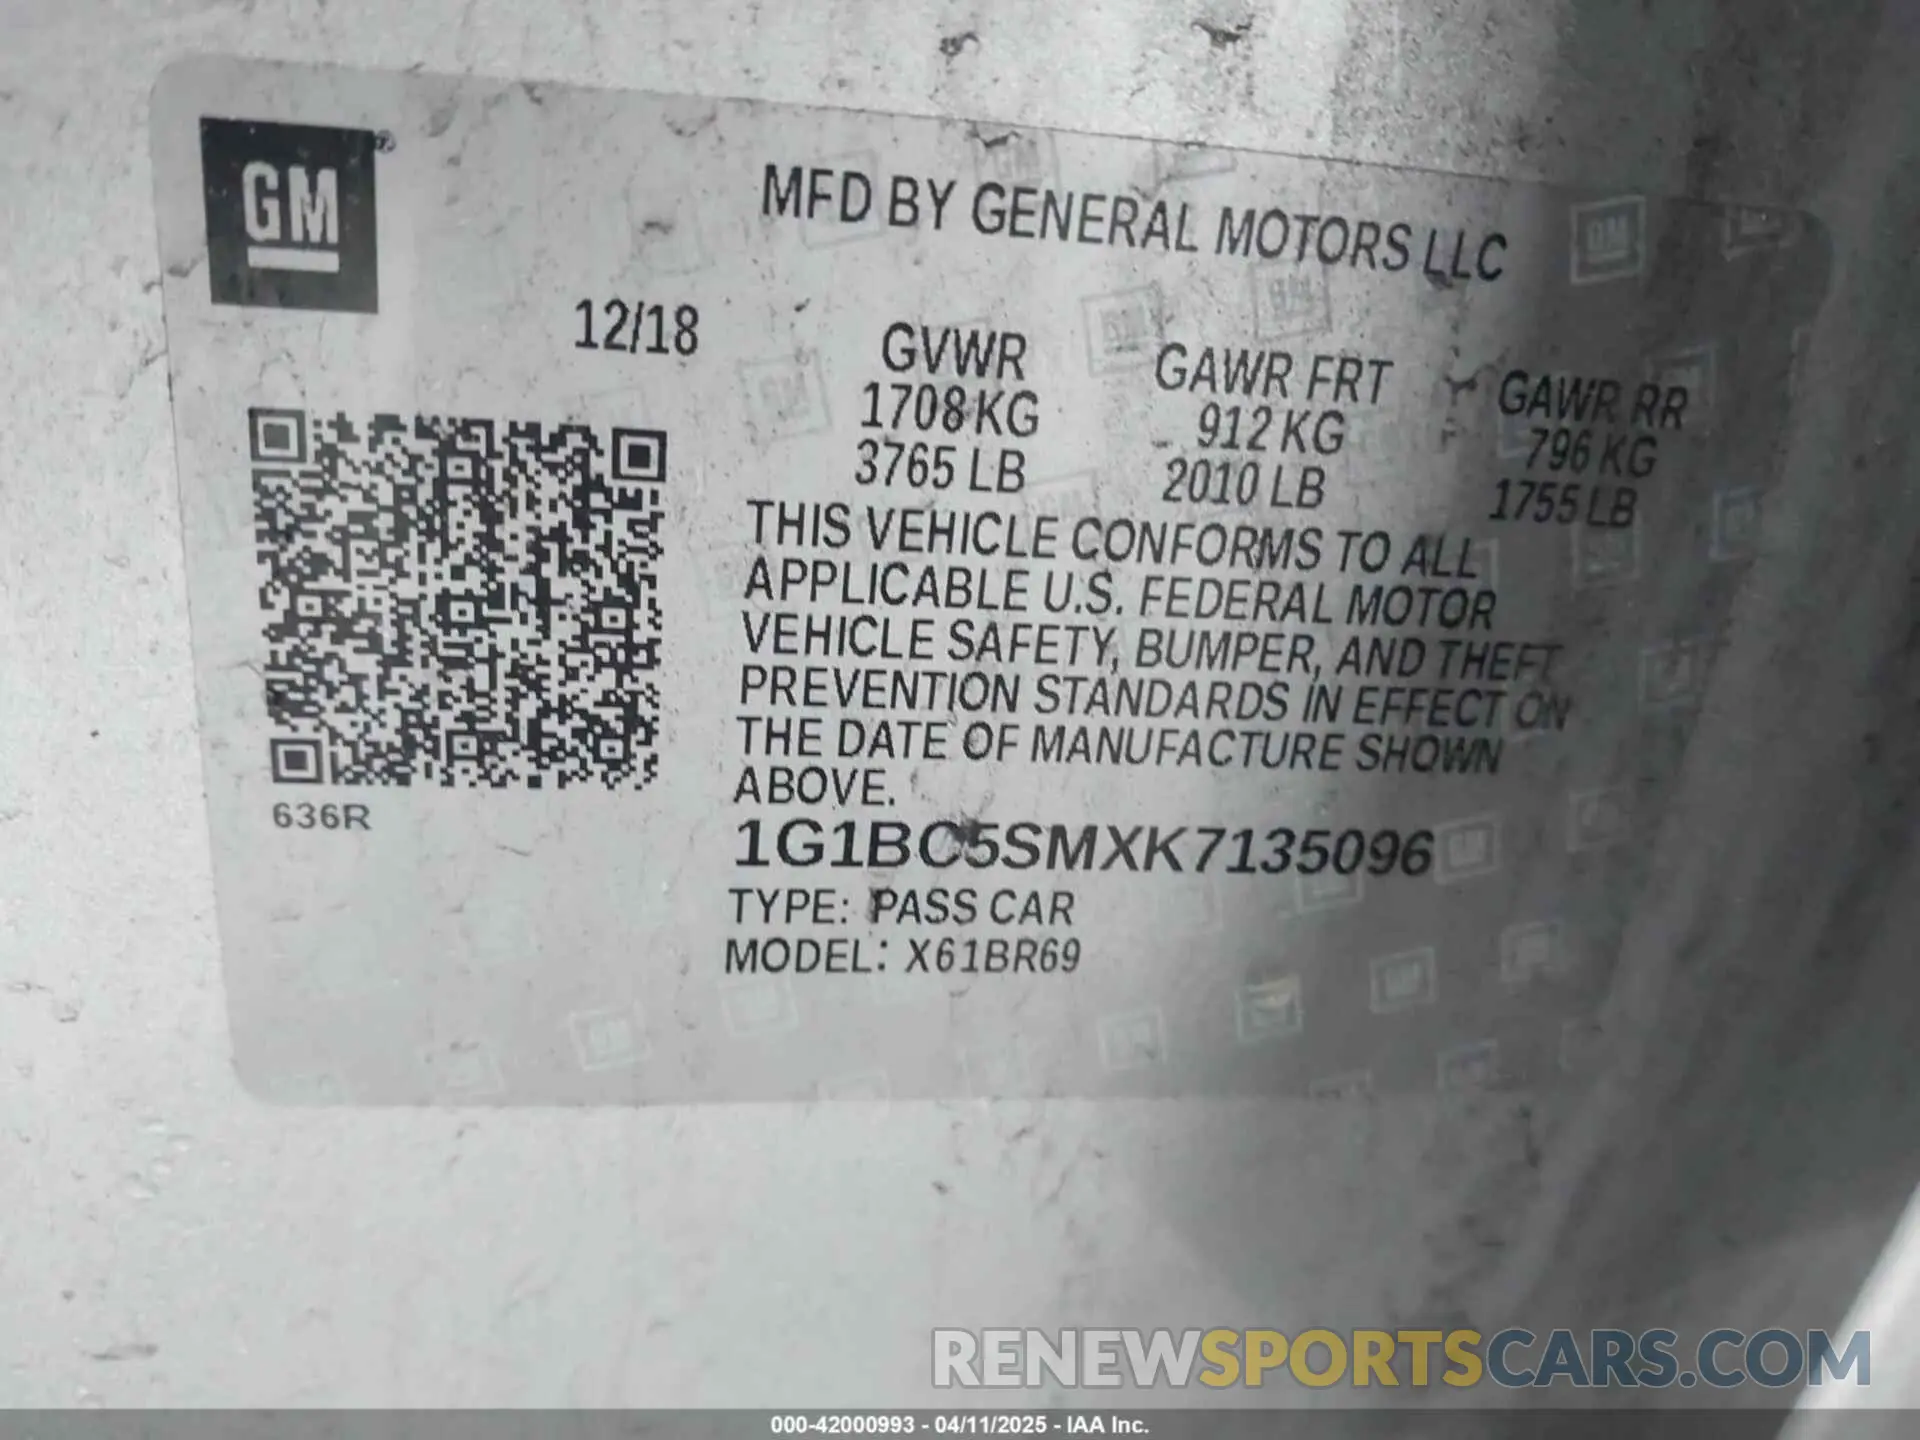 GM
MFD BY GENERAL MOTORS LLC
12/18
GVWR
1708 KG
3765 LB
GAWR FRT
912 KG
2010 LB
GAWR RR
796 KG
1755 LB
THIS VEHICLE CONFORMS TO ALL
APPLICABLE U.S. FEDERAL MOTOR
VEHICLE SAFETY, BUMPER, AND THEFT
PREVENTION STANDARDS IN EFFECT ON
THE DATE OF MANUFACTURE SHOWN
ABOVE.
636R
1G1BC5SMXK7135096
TYPE: PASS CAR
MODEL: X61BR69
RENEWSPORTSCARS.COM
000-42000993 - 04/11/2025 - IAA Inc.